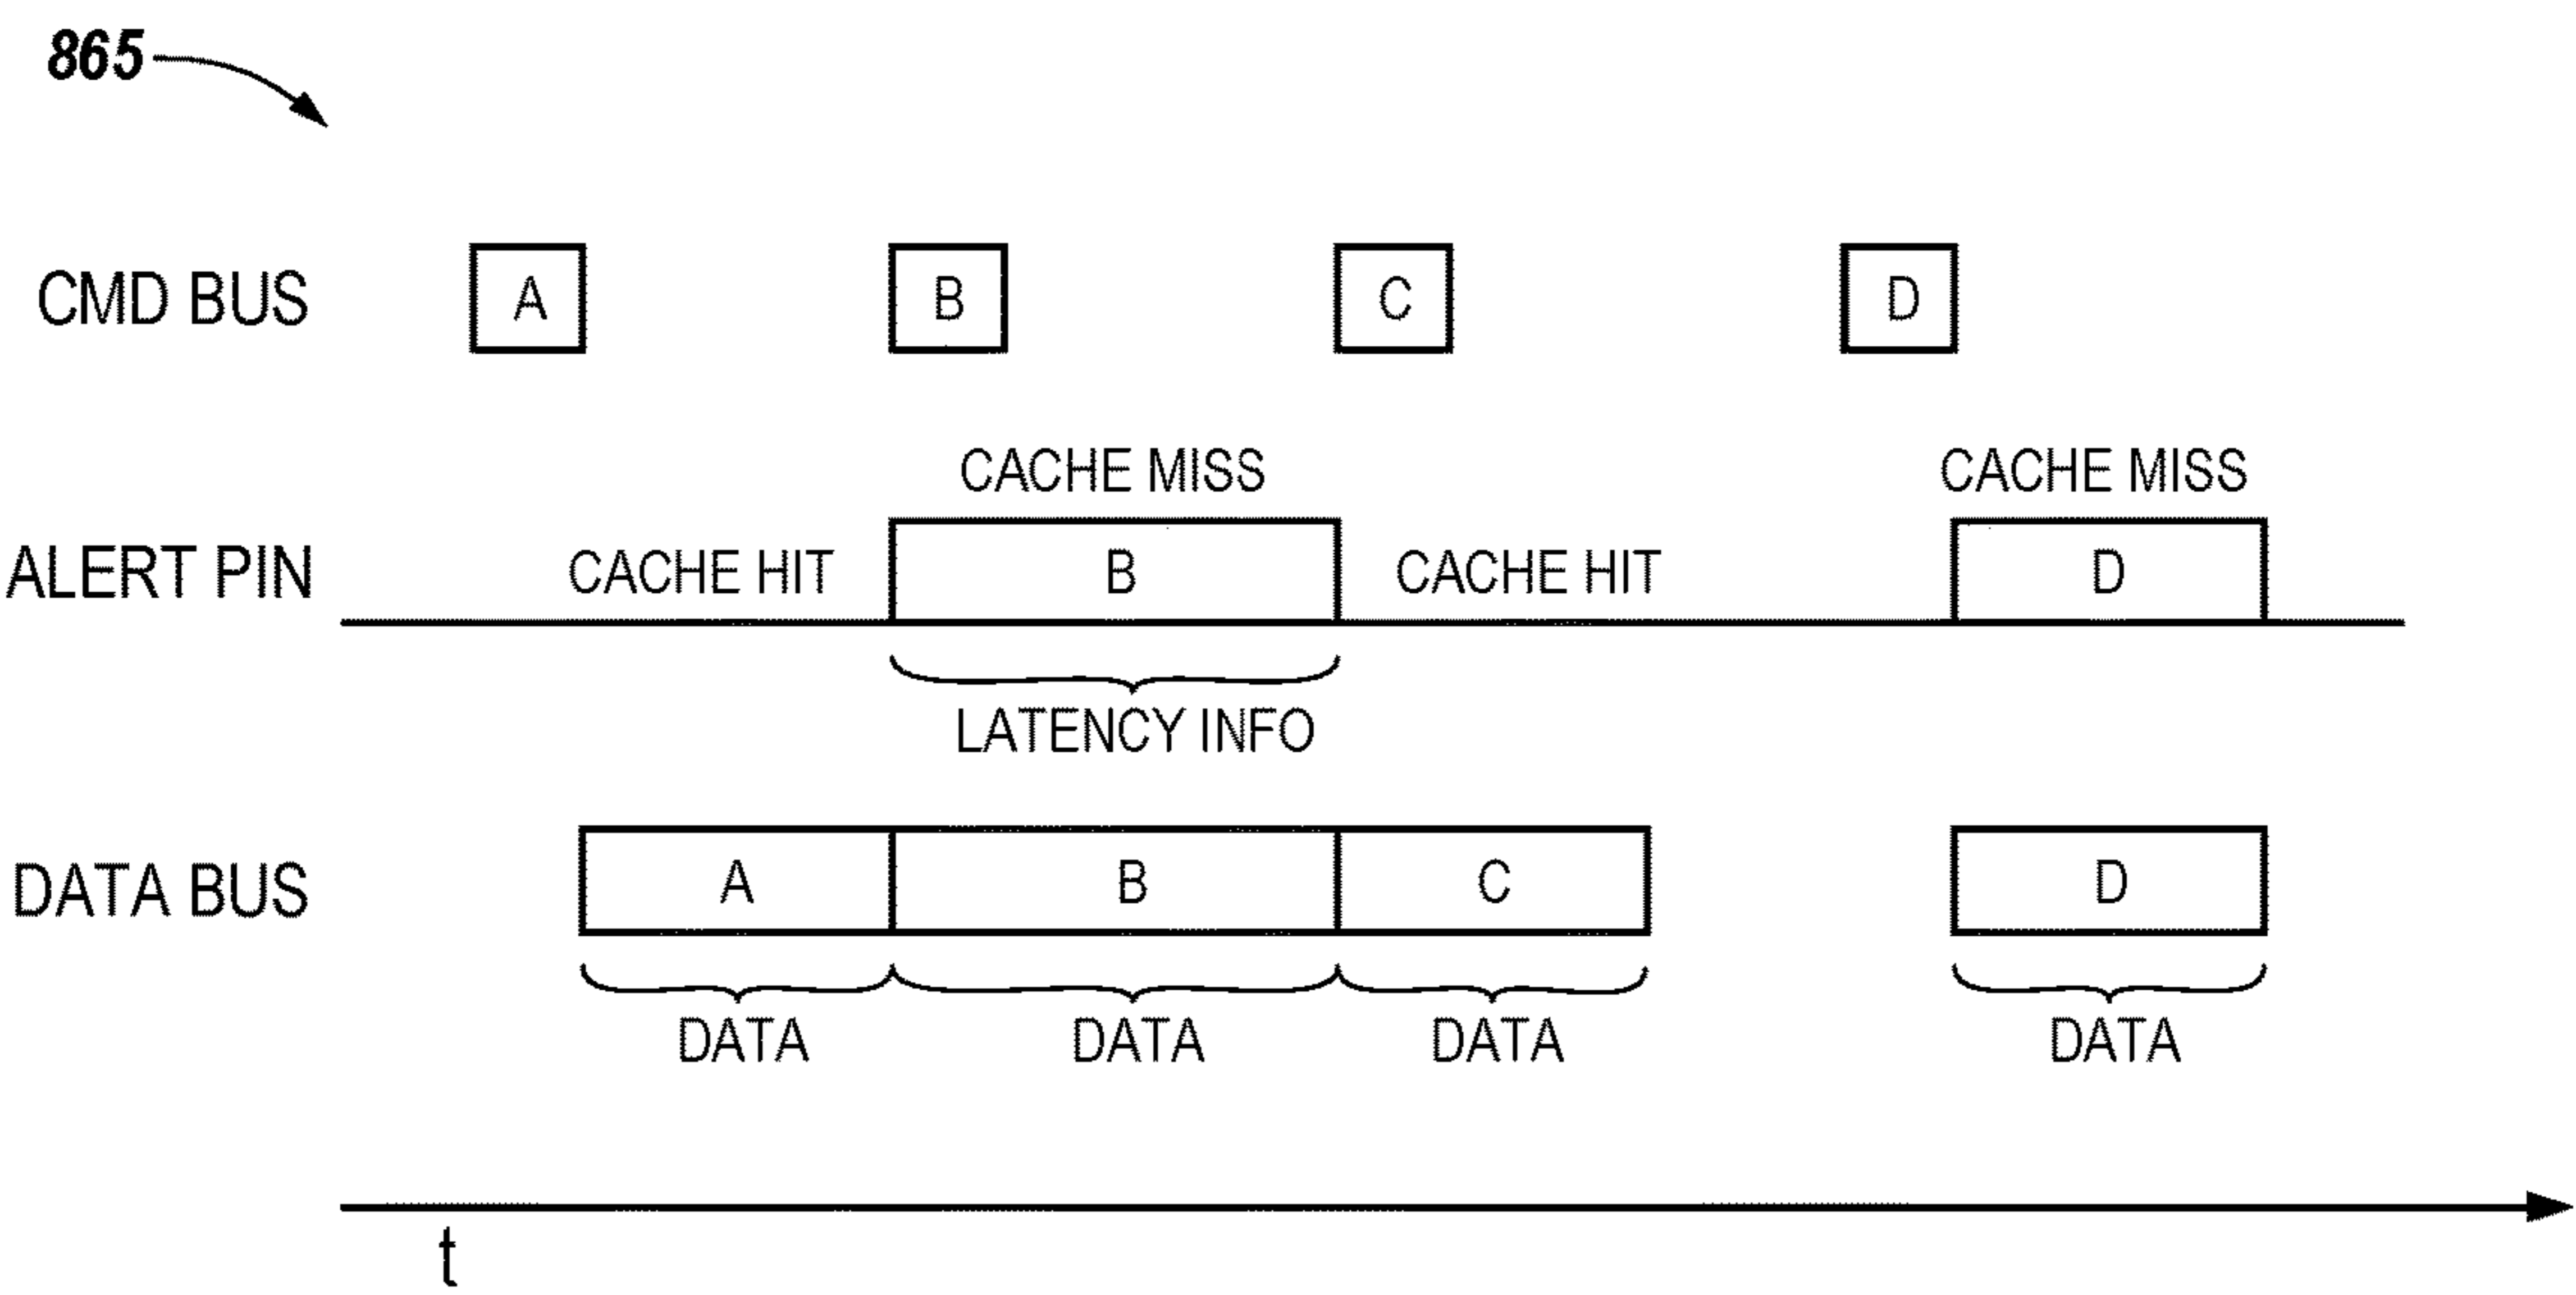 865
CMD BUS A B C D
CACHE MISS CACHE MISS
ALERT PIN CACHE HIT B CACHE HIT D
LATENCY INFO
DATA BUS A B C D
DATA DATA DATA DATA
t